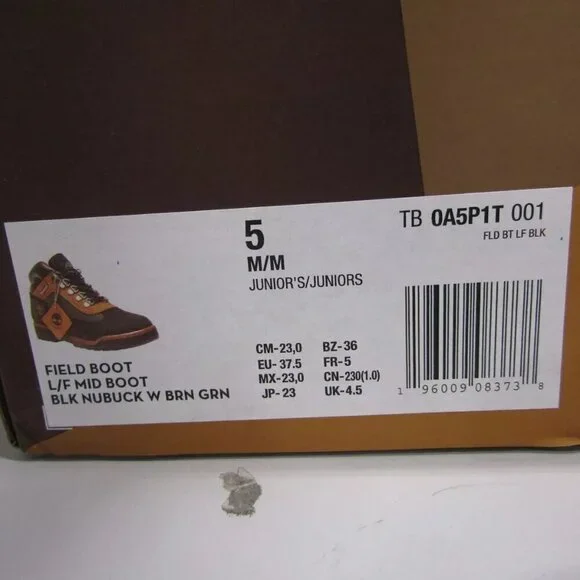 5
M/M
JUNIOR'S/JUNIORS
TB 0A5P1T 001
FLD BT LF BLK
FIELD BOOT
L/F MID BOOT
BLK NUBUCK W BRN GRN
CM-23,0 BZ-36
EU-37.5 FR-5
MX-23,0 CN-230(1.0)
JP-23 UK-4.5
1 96009 08373 8